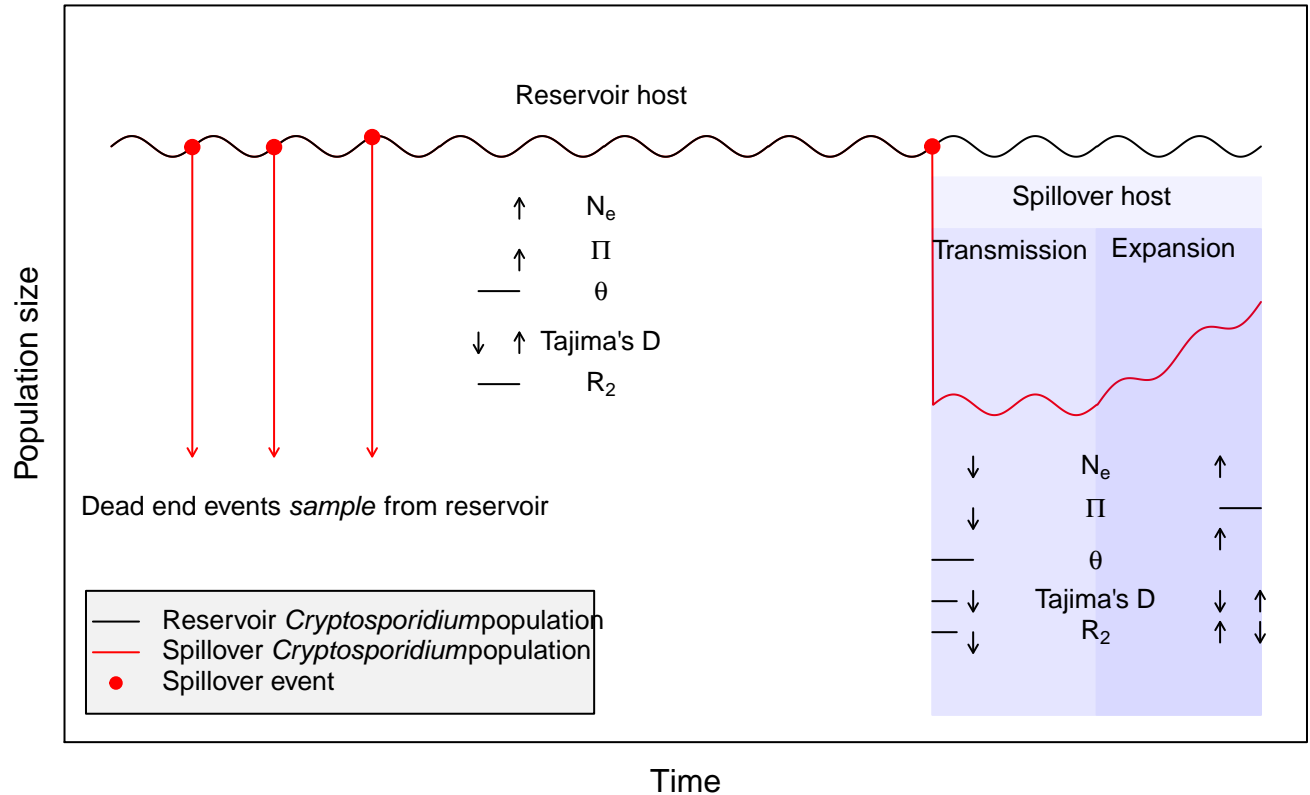 Reservoir host
Spillover host
Transmission Expansion
Nₑ
Π
θ
Tajima's D
R₂
Dead end events sample from reservoir
Nₑ
Π
θ
Tajima's D
R₂
Reservoir Cryptosporidiumpopulation
Spillover Cryptosporidiumpopulation
Spillover event
Population size
Time